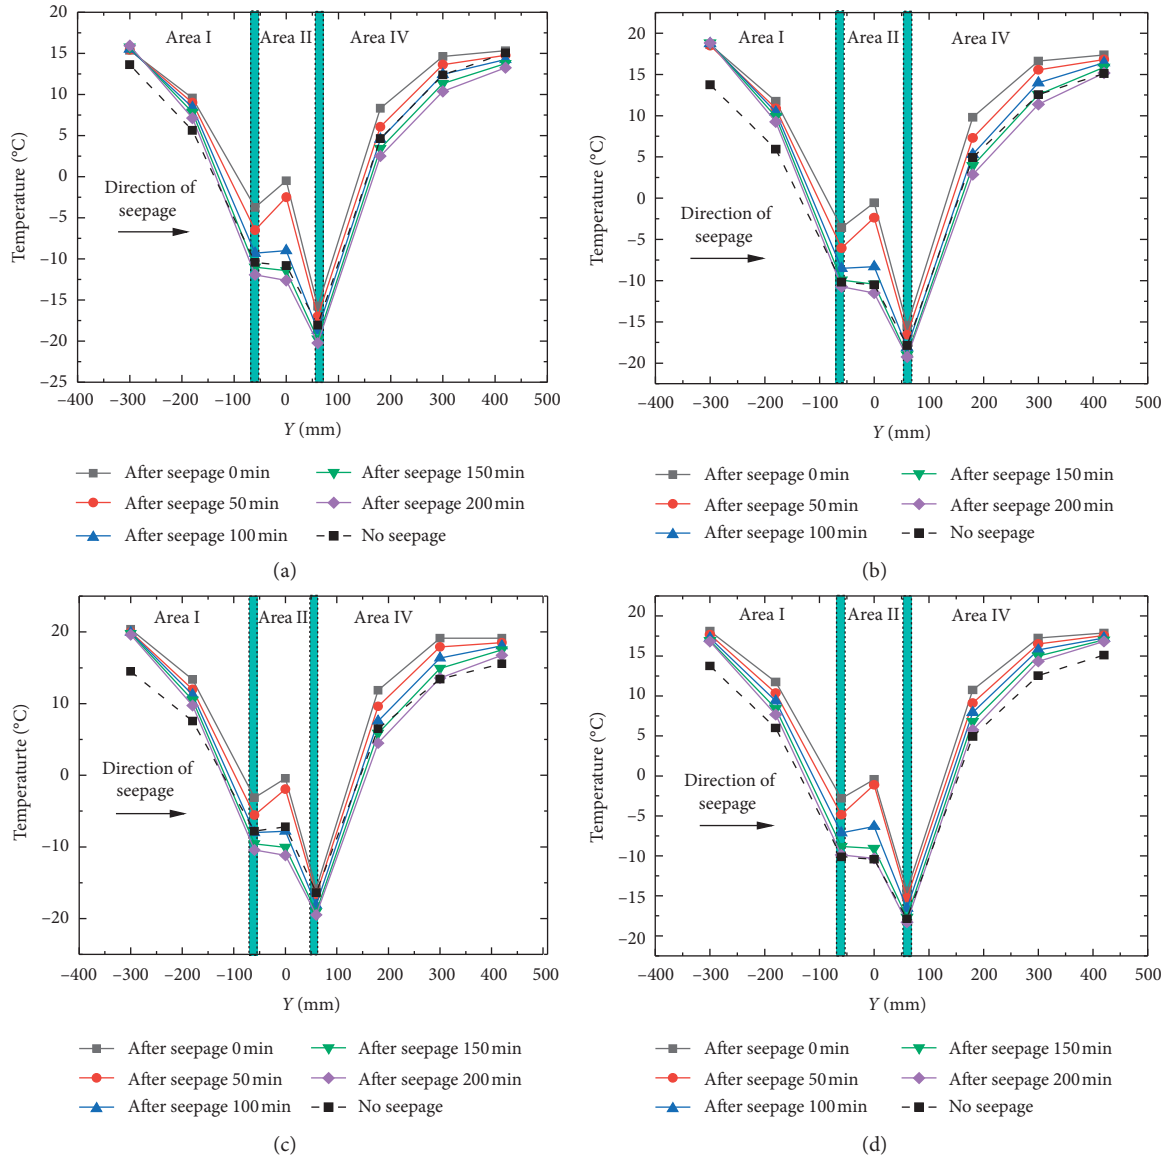 20
15
10
5
0
−5
−10
−15
−20
−25
Temperature (°C)
Area I
Area II
Area IV
Direction of
seepage
−400 −300 −200 −100 0 100 200 300 400 500
Y (mm)
After seepage 0 min
After seepage 50 min
After seepage 100 min
After seepage 150 min
After seepage 200 min
No seepage
(a)
20
15
10
5
0
−5
−10
−15
−20
Temperature (°C)
Area I
Area II
Area IV
Direction of
seepage
−400 −300 −200 −100 0 100 200 300 400 500
Y (mm)
After seepage 0 min
After seepage 50 min
After seepage 100 min
After seepage 150 min
After seepage 200 min
No seepage
(b)
20
10
0
−10
−20
Temperaturte (°C)
Area I
Area II
Area IV
Direction of
seepage
−400 −300 −200 −100 0 100 200 300 400 500
Y (mm)
After seepage 0 min
After seepage 50 min
After seepage 100 min
After seepage 150 min
After seepage 200 min
No seepage
(c)
20
15
10
5
0
−5
−10
−15
−20
Temperature (°C)
Area I
Area II
Area IV
Direction of
seepage
−400 −300 −200 −100 0 100 200 300 400 500
Y (mm)
After seepage 0 min
After seepage 50 min
After seepage 100 min
After seepage 150 min
After seepage 200 min
No seepage
(d)